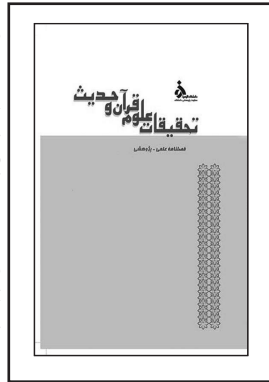 تحقیقات علوم قرآن و حدیث
فصلنامه علمی - پژوهشی